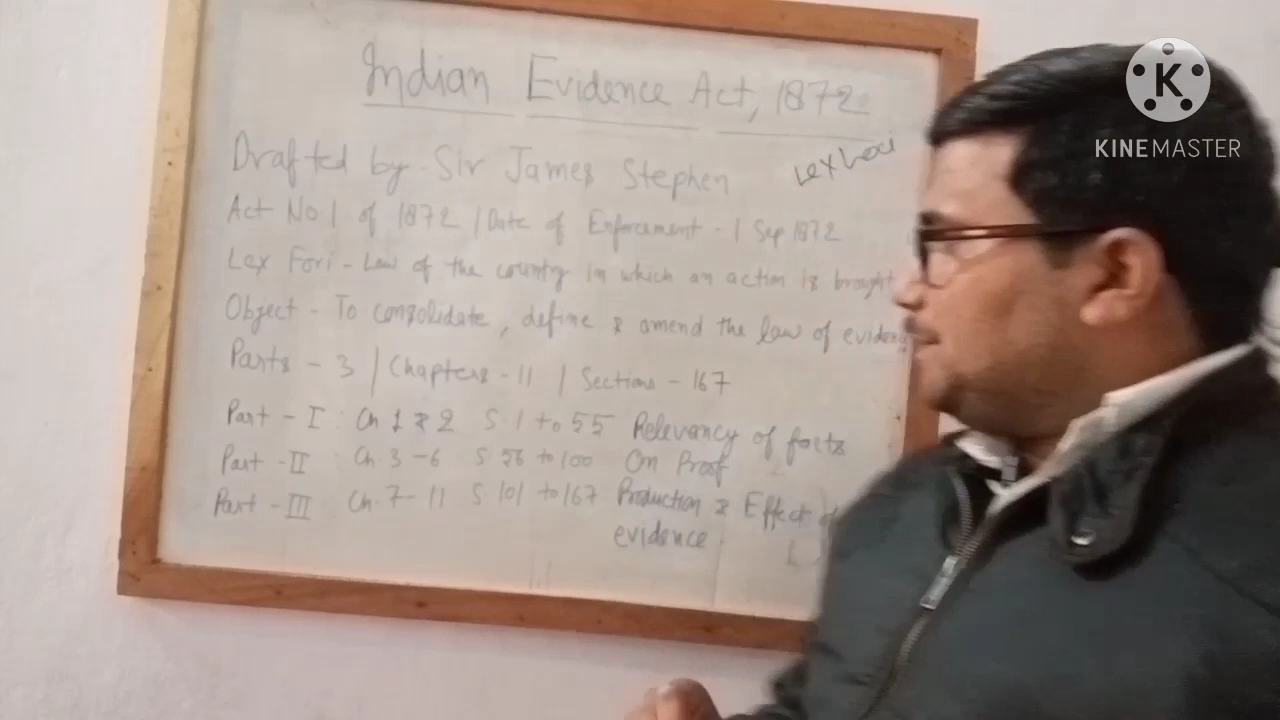 Indian Evidence Act, 1872
Drafted by - Sir James Stephen
Lex Loci
Act No. 1 of 1872 / Date of Enforcement - 1 Sep 1872
Lex Fori - Law of the country in which an action is brought
Object - To consolidate, define & amend the law of evidenc
Parts - 3 / Chapters - 11 / Sections - 167
Part - I : Ch 1 & 2 S. 1 to 55 Relevancy of facts
Part - II Ch. 3 - 6 S. 56 to 100 On Proof
Part - III Ch. 7 - 11 S. 101 to 167 Production & Effect of
evidence
K
KINEMASTER